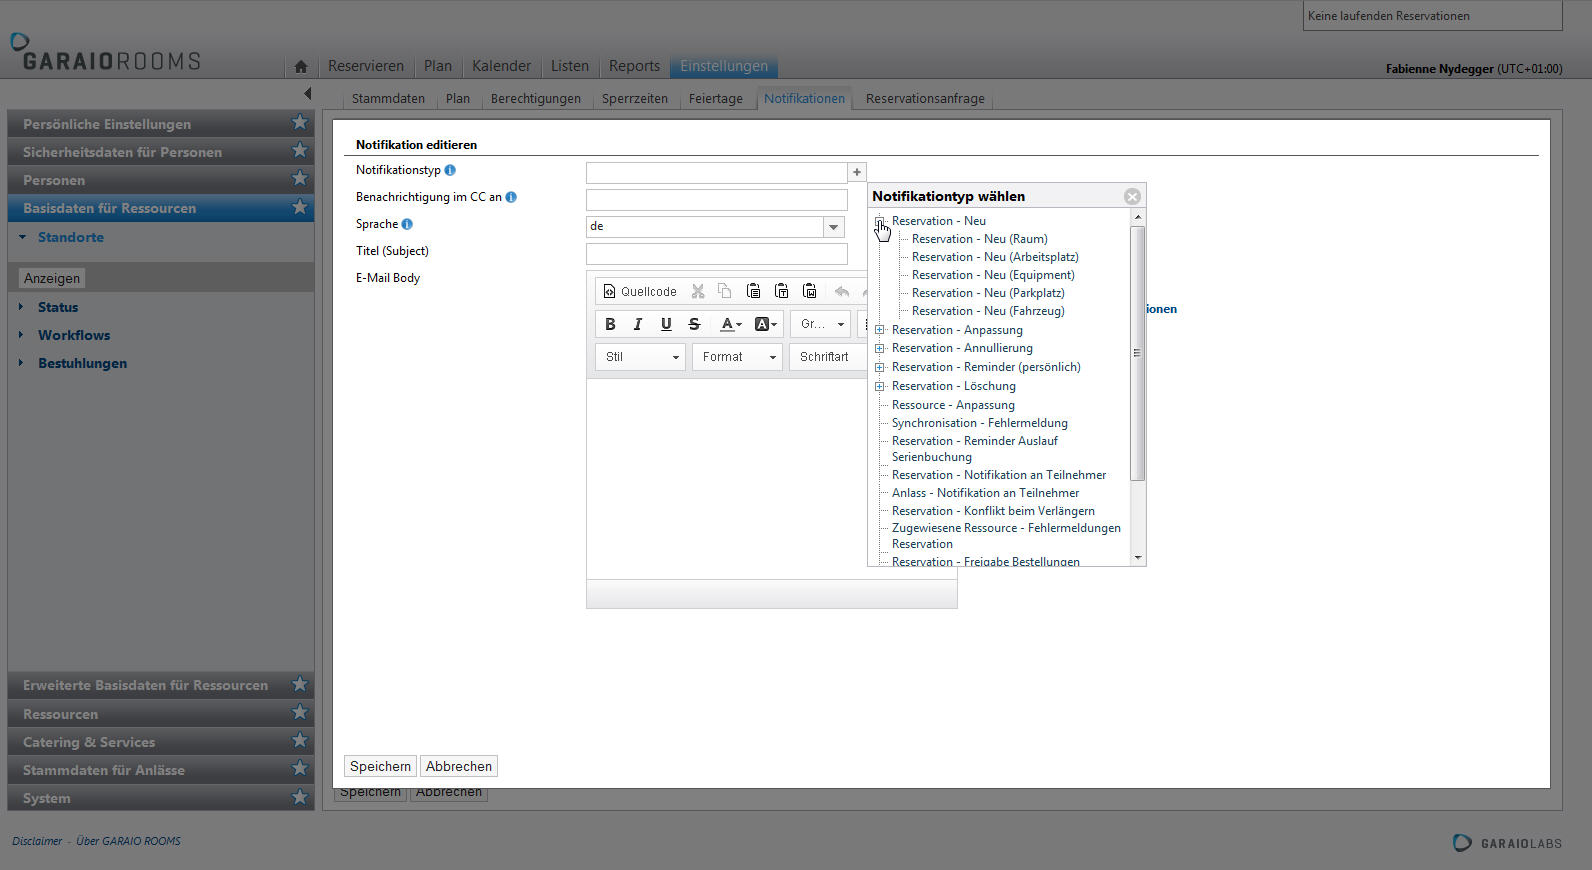 Keine laufenden Reservationen
GARAIOROOMS
Reservieren Plan Kalender Listen Reports Einstellungen
Fabienne Nydegger (UTC+01:00)
Stammdaten Plan Berechtigungen Sperrzeiten Feiertage Notifikationen Reservationsanfrage
Persönliche Einstellungen
Sicherheitsdaten für Personen
Personen
Basisdaten für Ressourcen
Standorte
Anzeigen
Status
Workflows
Bestuhlungen
Erweiterte Basisdaten für Ressourcen
Ressourcen
Catering & Services
Stammdaten für Anlässe
System
Notifikation editieren
Notifikationstyp
Benachrichtigung im CC an
Sprache
de
Titel (Subject)
E-Mail Body
Quellcode
B I U S A A Gr...
Stil Format Schriftart
Notifikationtyp wählen
Reservation - Neu
Reservation - Neu (Raum)
Reservation - Neu (Arbeitsplatz)
Reservation - Neu (Equipment)
Reservation - Neu (Parkplatz)
Reservation - Neu (Fahrzeug)
Reservation - Anpassung
Reservation - Annullierung
Reservation - Reminder (persönlich)
Reservation - Löschung
Ressource - Anpassung
Synchronisation - Fehlermeldung
Reservation - Reminder Auslauf
Serienbuchung
Reservation - Notifikation an Teilnehmer
Anlass - Notifikation an Teilnehmer
Reservation - Konflikt beim Verlängern
Zugewiesene Ressource - Fehlermeldungen
Reservation
Reservation - Freigabe Bestellungen
ionen
Speichern Abbrechen
Speichern Abbrechen
Disclaimer - Über GARAIO ROOMS
GARAIOLABS